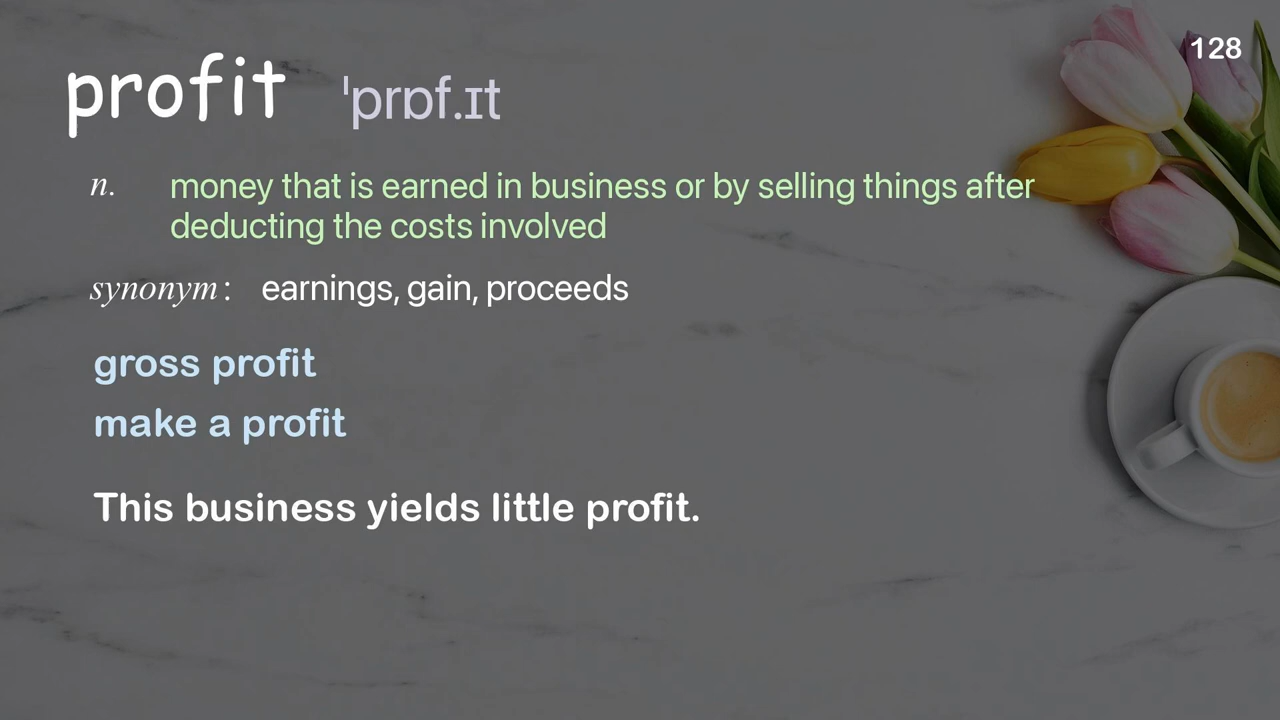 128
profit ˈprɒf.ɪt
n. money that is earned in business or by selling things after
deducting the costs involved
synonym : earnings, gain, proceeds
gross profit
make a profit
This business yields little profit.